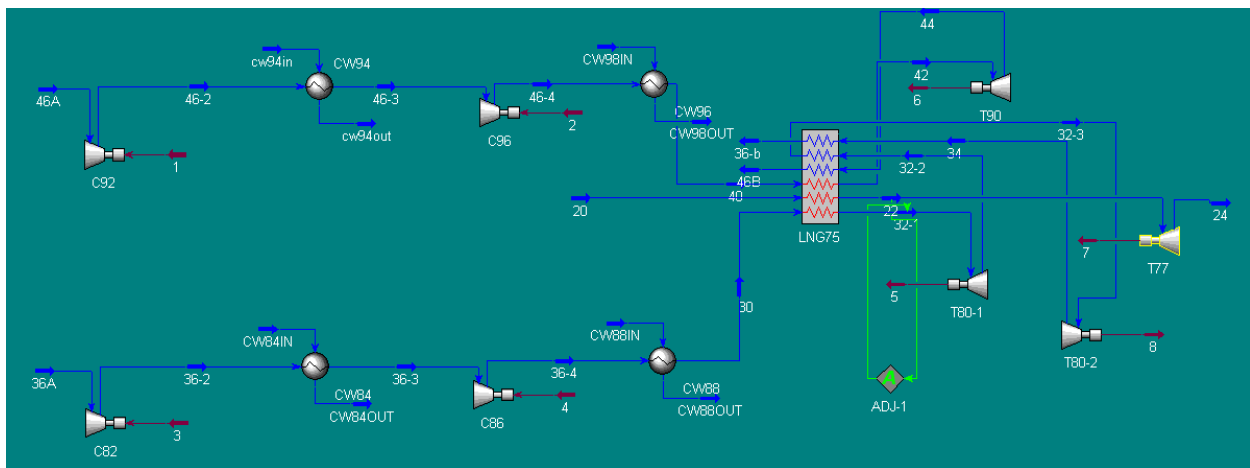 44
cw94in
CW94
CW98IN
42
46A
46-2
46-3
46-4
6
T90
2
CW96
cw94out
C96
CW98OUT
36-b
34
32-3
C92
1
46B
32-2
40
20
22
24
32-1
LNG75
7
T77
5
T80-1
30
CW84IN
CW88IN
8
T80-2
36A
36-2
36-3
36-4
CW84
CW88
CW84OUT
CW88OUT
A
ADJ-1
4
C86
3
C82